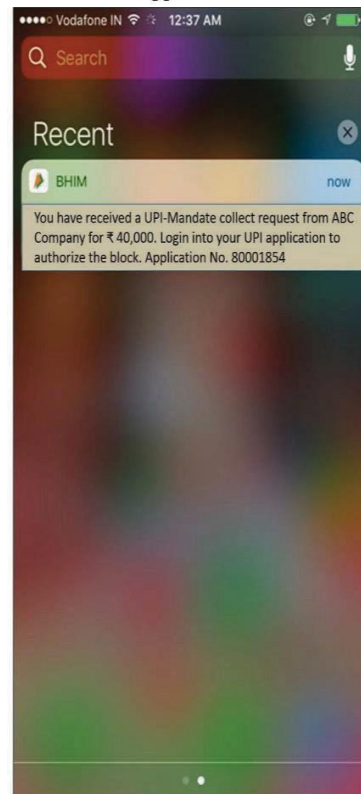 Vodafone IN 12:37 AM
Search
Recent
BHIM now
You have received a UPI-Mandate collect request from ABC
Company for ₹ 40,000. Login into your UPI application to
authorize the block. Application No. 80001854